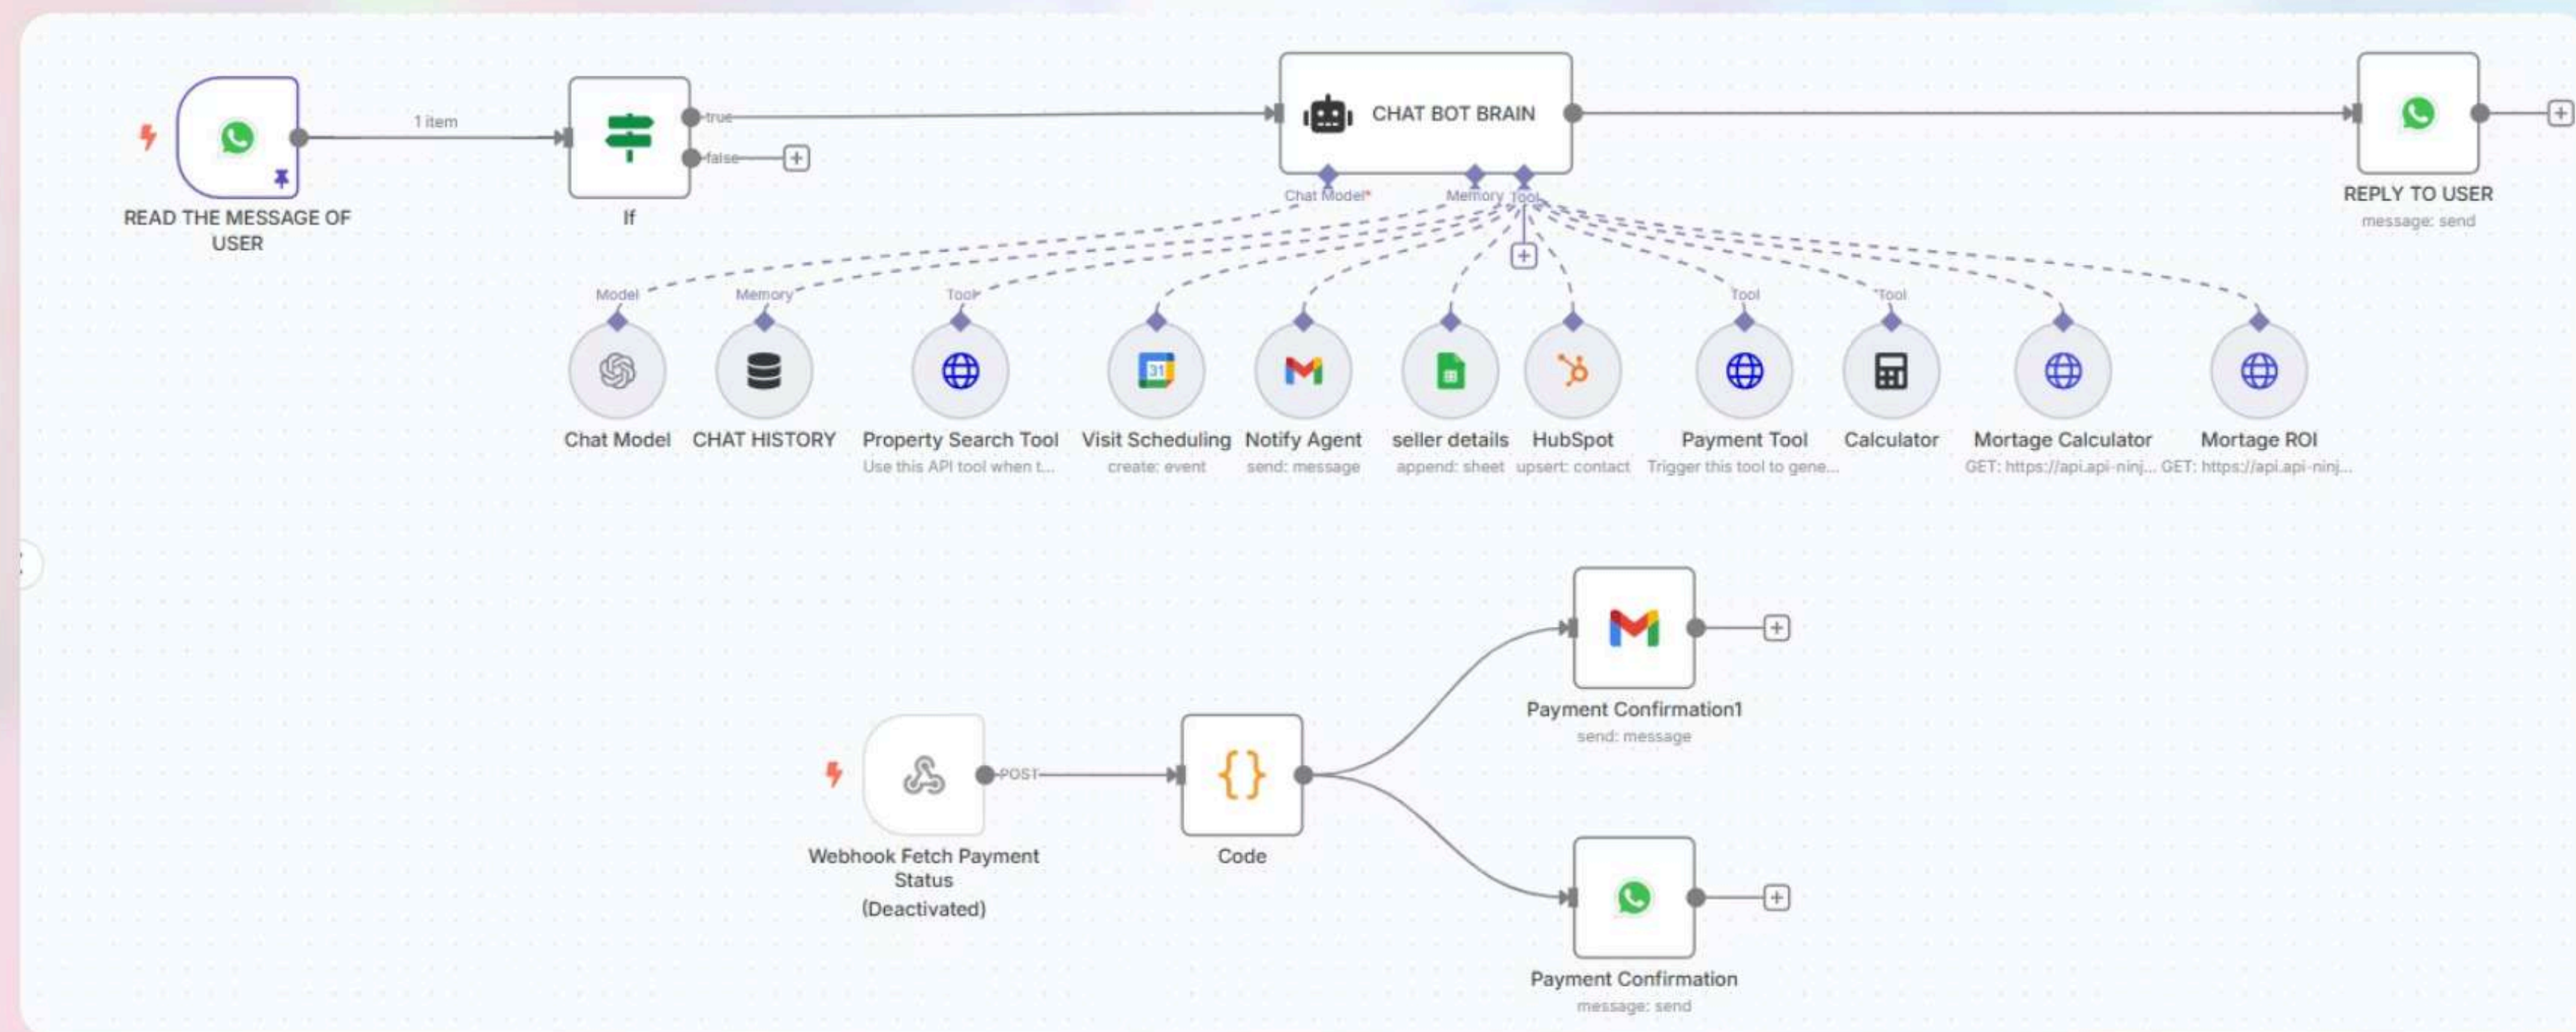 1 item
true
false
READ THE MESSAGE OF
USER
If
CHAT BOT BRAIN
Chat Model*
Memory
Tool
REPLY TO USER
message: send
Model
Memory
Tool
Tool
Tool
31
Chat Model
CHAT HISTORY
Property Search Tool
Use this API tool when t...
Visit Scheduling
create: event
Notify Agent
send: message
seller details
append: sheet
HubSpot
upsert: contact
Payment Tool
Trigger this tool to gene...
Calculator
Mortage Calculator
GET: https://api.api-ninj...
Mortage ROI
GET: https://api.api-ninj...
POST
Webhook Fetch Payment
Status
(Deactivated)
Code
Payment Confirmation1
send: message
Payment Confirmation
message: send